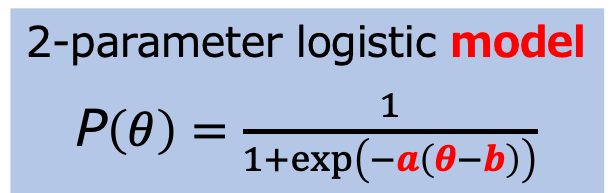 2-parameter logistic model
P(θ) = 1 / 1+exp(−a(θ−b))